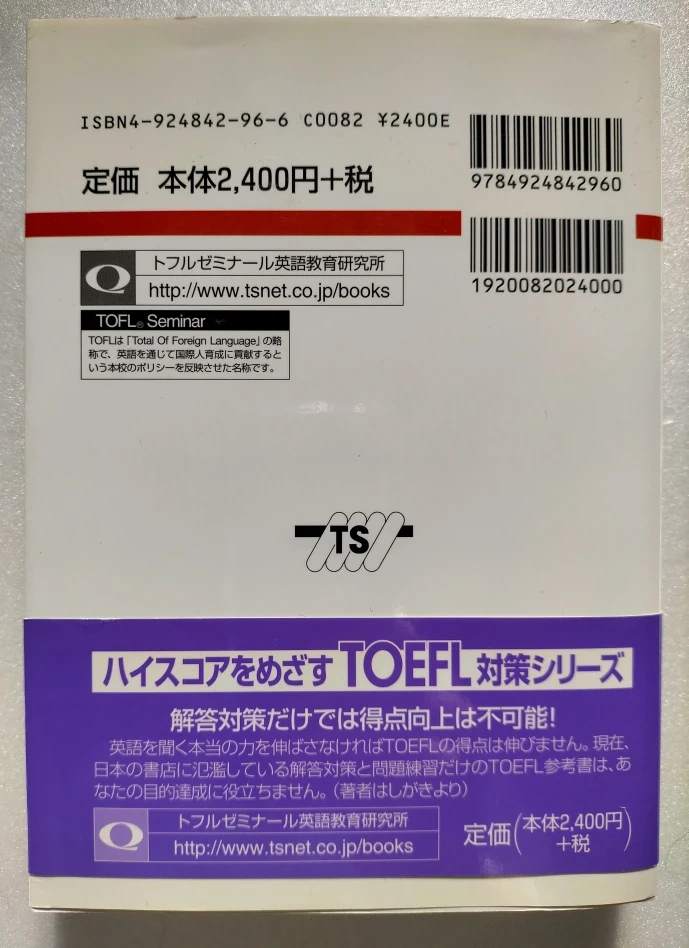 ISBN4-924842-96-6 C0082 ¥2400E
定価 本体2,400円+税
9784924842960
1920082024000
Q
トフルゼミナール英語教育研究所
http://www.tsnet.co.jp/books
TOFL® Seminar
TOFLは「Total Of Foreign Language」の略
称で、英語を通じて国際人育成に貢献すると
いう本校のポリシーを反映させた名称です。
TS
ハイスコアをめざすTOEFL対策シリーズ
解答対策だけでは得点向上は不可能!
英語を聞く本当の力を伸ばさなければTOEFLの得点は伸びません。現在、
日本の書店に氾濫している解答対策と問題練習だけのTOEFL参考書は、あ
なたの目的達成に役立ちません。(著者はしがきより)
Q
トフルゼミナール英語教育研究所
http://www.tsnet.co.jp/books
定価(本体2,400円
+税)